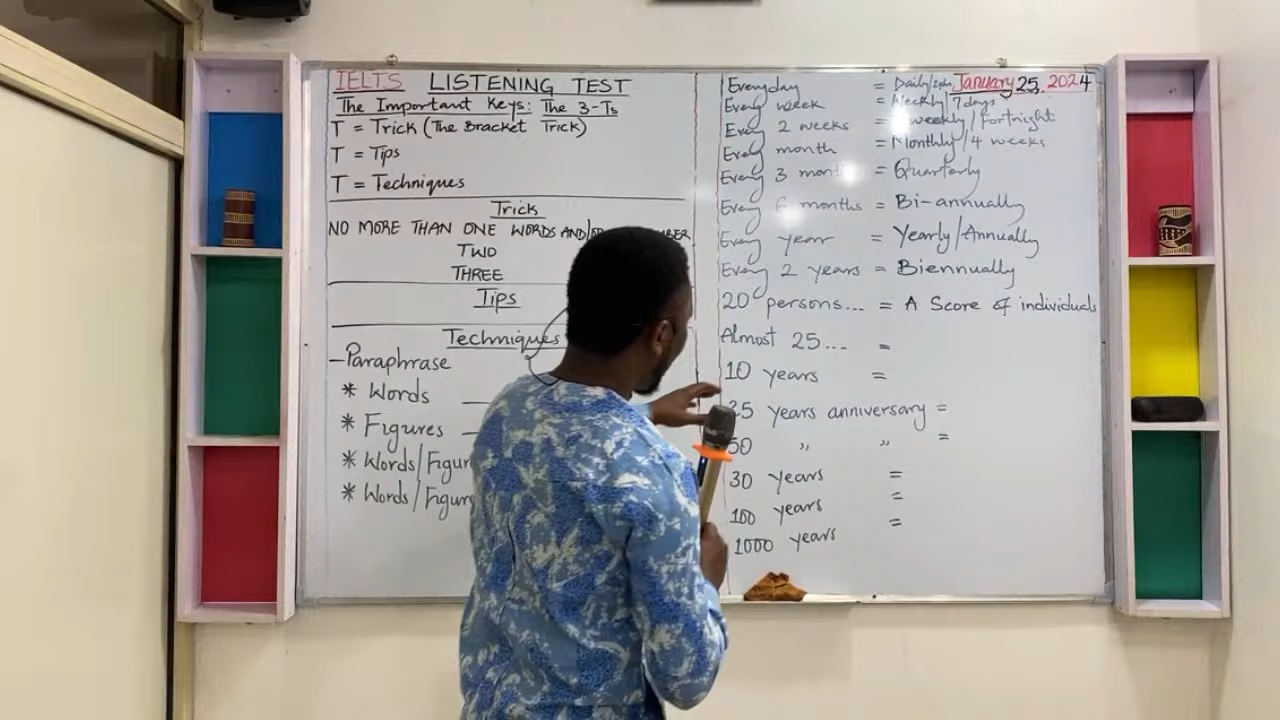 IELTS LISTENING TEST
The Important Keys: The 3-Ts
T = Trick (The Bracket Trick)
T = Tips
T = Techniques
Trick
NO MORE THAN ONE WORDS AND/
TWO
THREE
Tips
Techniques
- Paraphrase
* Words
* Figures
* Words/Figur
* Words/Figure
January 25, 2024
Everyday = Daily/
Every week = Weekly/7 days
Every 2 weeks = weekly/Fortnight
Every month = Monthly/4 weeks
Every 3 mon = Quarterly
Every 6 months = Bi-annually
Every year = Yearly/Annually
Every 2 years = Biennually
20 persons... = A Score of individuals
Almost 25... =
10 years =
25 years anniversary =
50 " " =
30 years =
100 years =
1000 years =